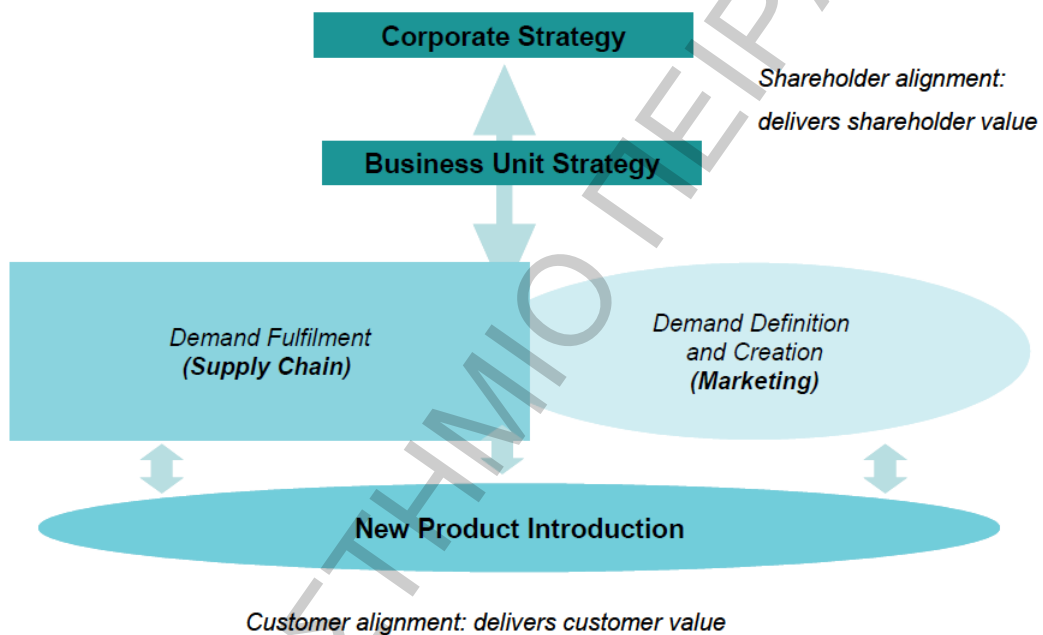 Corporate Strategy
Shareholder alignment:
delivers shareholder value
Business Unit Strategy
Demand Fulfilment
(Supply Chain)
Demand Definition
and Creation
(Marketing)
New Product Introduction
Customer alignment: delivers customer value